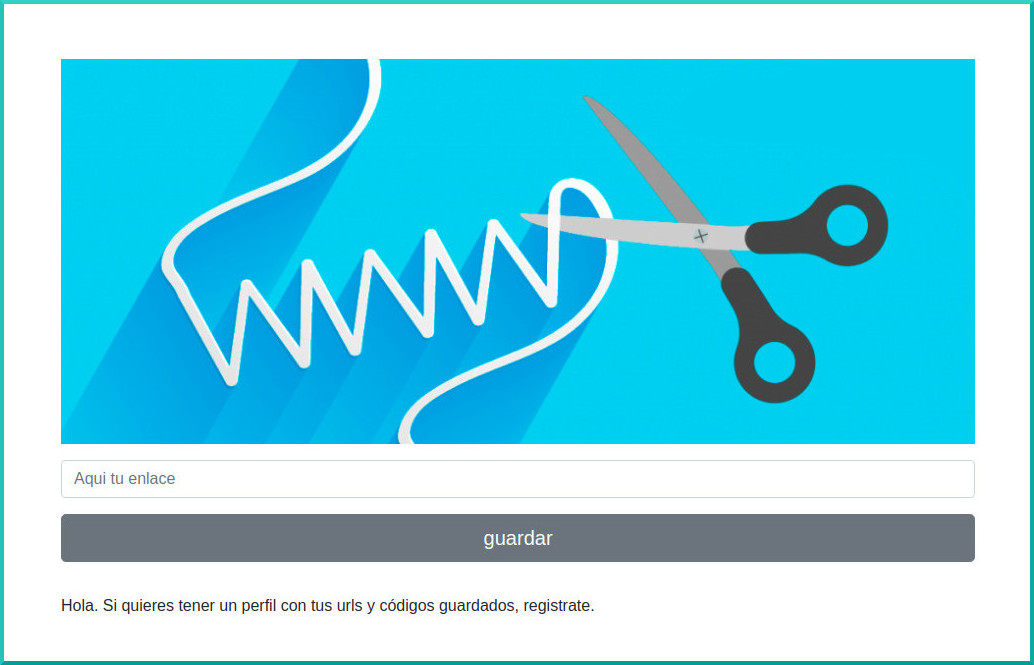 Aqui tu enlace
guardar
Hola. Si quieres tener un perfil con tus urls y códigos guardados, registrate.